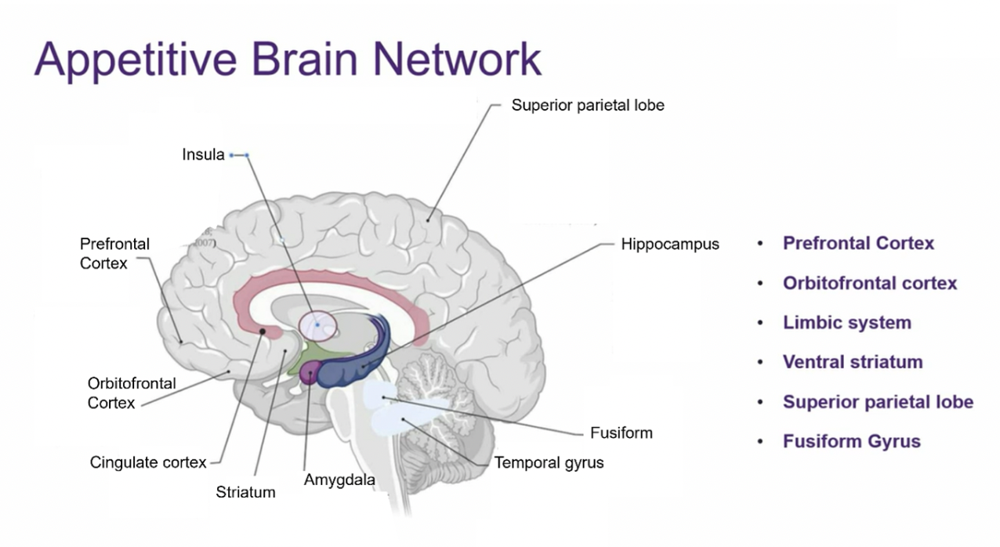 Appetitive Brain Network
Superior parietal lobe
Insula
2007)
Prefrontal
Cortex
Hippocampus
Orbitofrontal
Cortex
Cingulate cortex
Striatum
Amygdala
Fusiform
Temporal gyrus
• Prefrontal Cortex
• Orbitofrontal cortex
• Limbic system
• Ventral striatum
• Superior parietal lobe
• Fusiform Gyrus